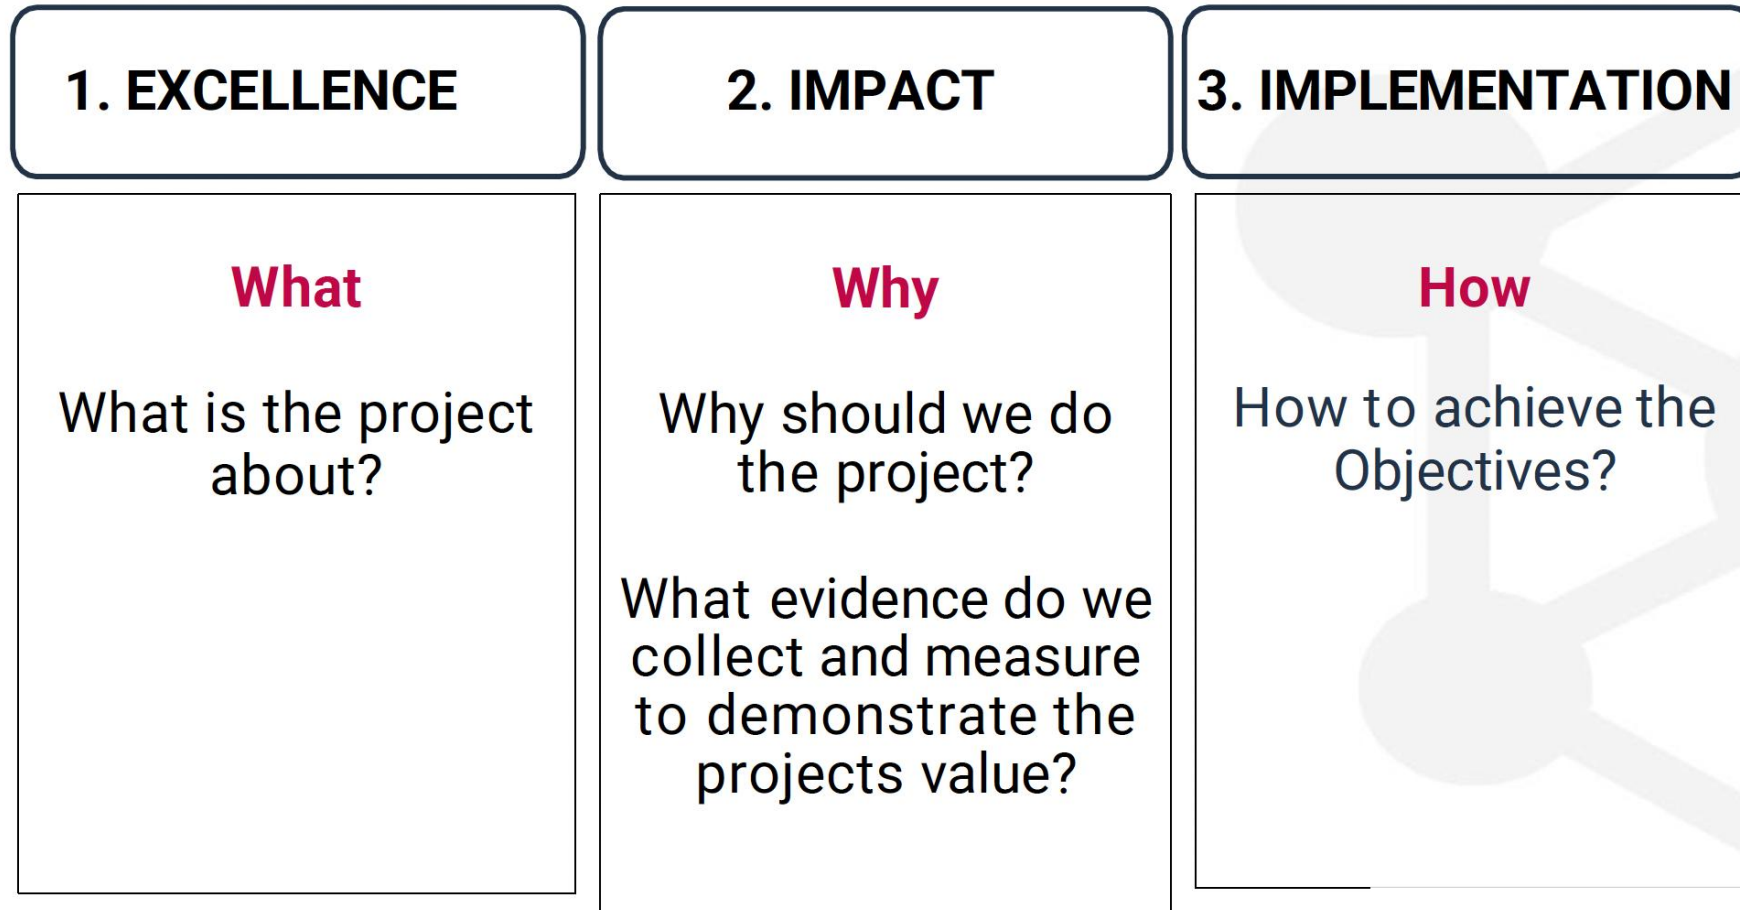 1. EXCELLENCE
What
What is the project
about?
2. IMPACT
Why
Why should we do
the project?
What evidence do we
collect and measure
to demonstrate the
projects value?
3. IMPLEMENTATION
How
How to achieve the
Objectives?